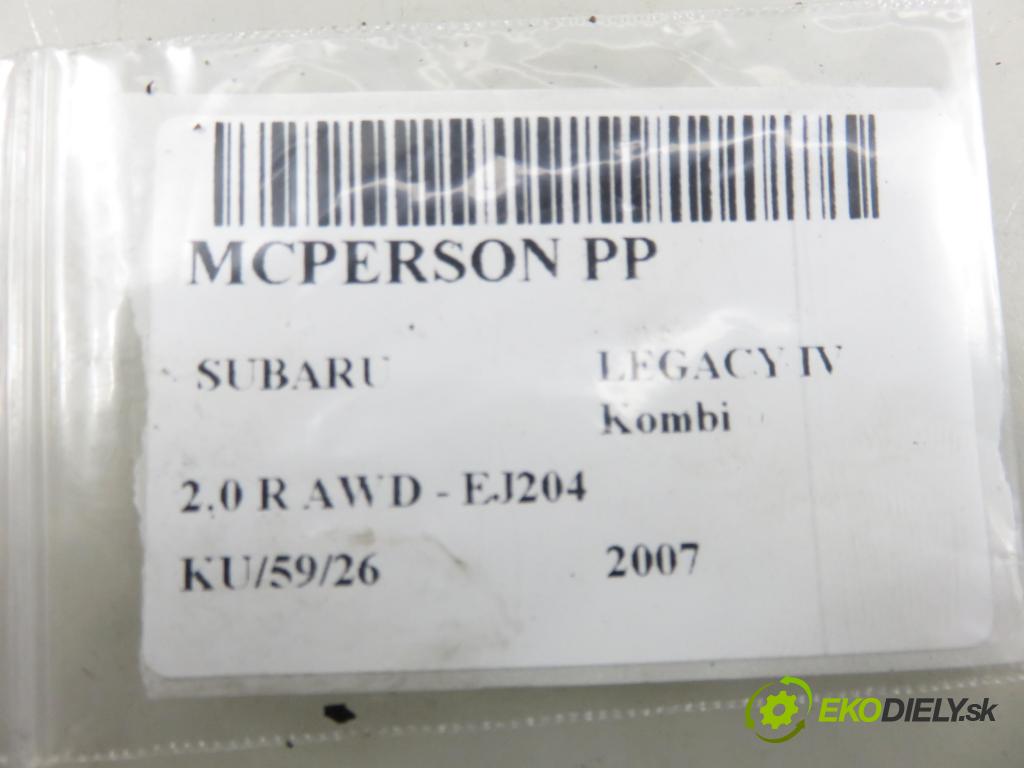 MCPERSON PP
SUBARU
LEGACY IV
Kombi
2.0 R AWD - EJ204
KU/59/26
2007
EKODIELY.sk